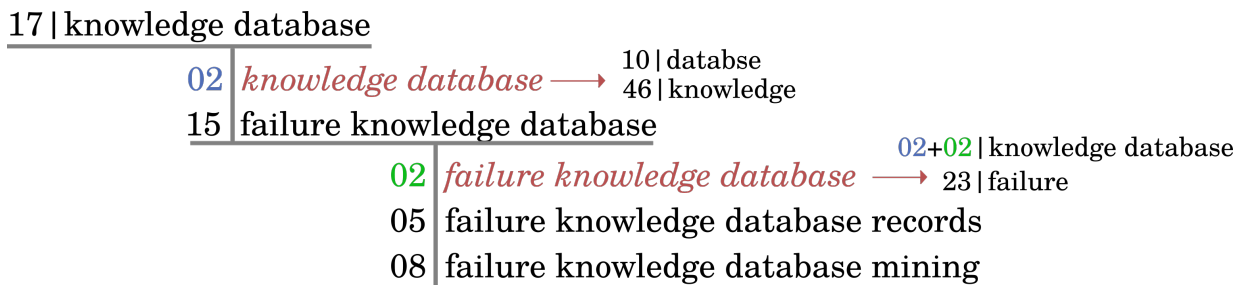 17|knowledge database
02 knowledge database
10|databse
46|knowledge
15 failure knowledge database
02 failure knowledge database
02+02|knowledge database
23|failure
05 failure knowledge database records
08 failure knowledge database mining